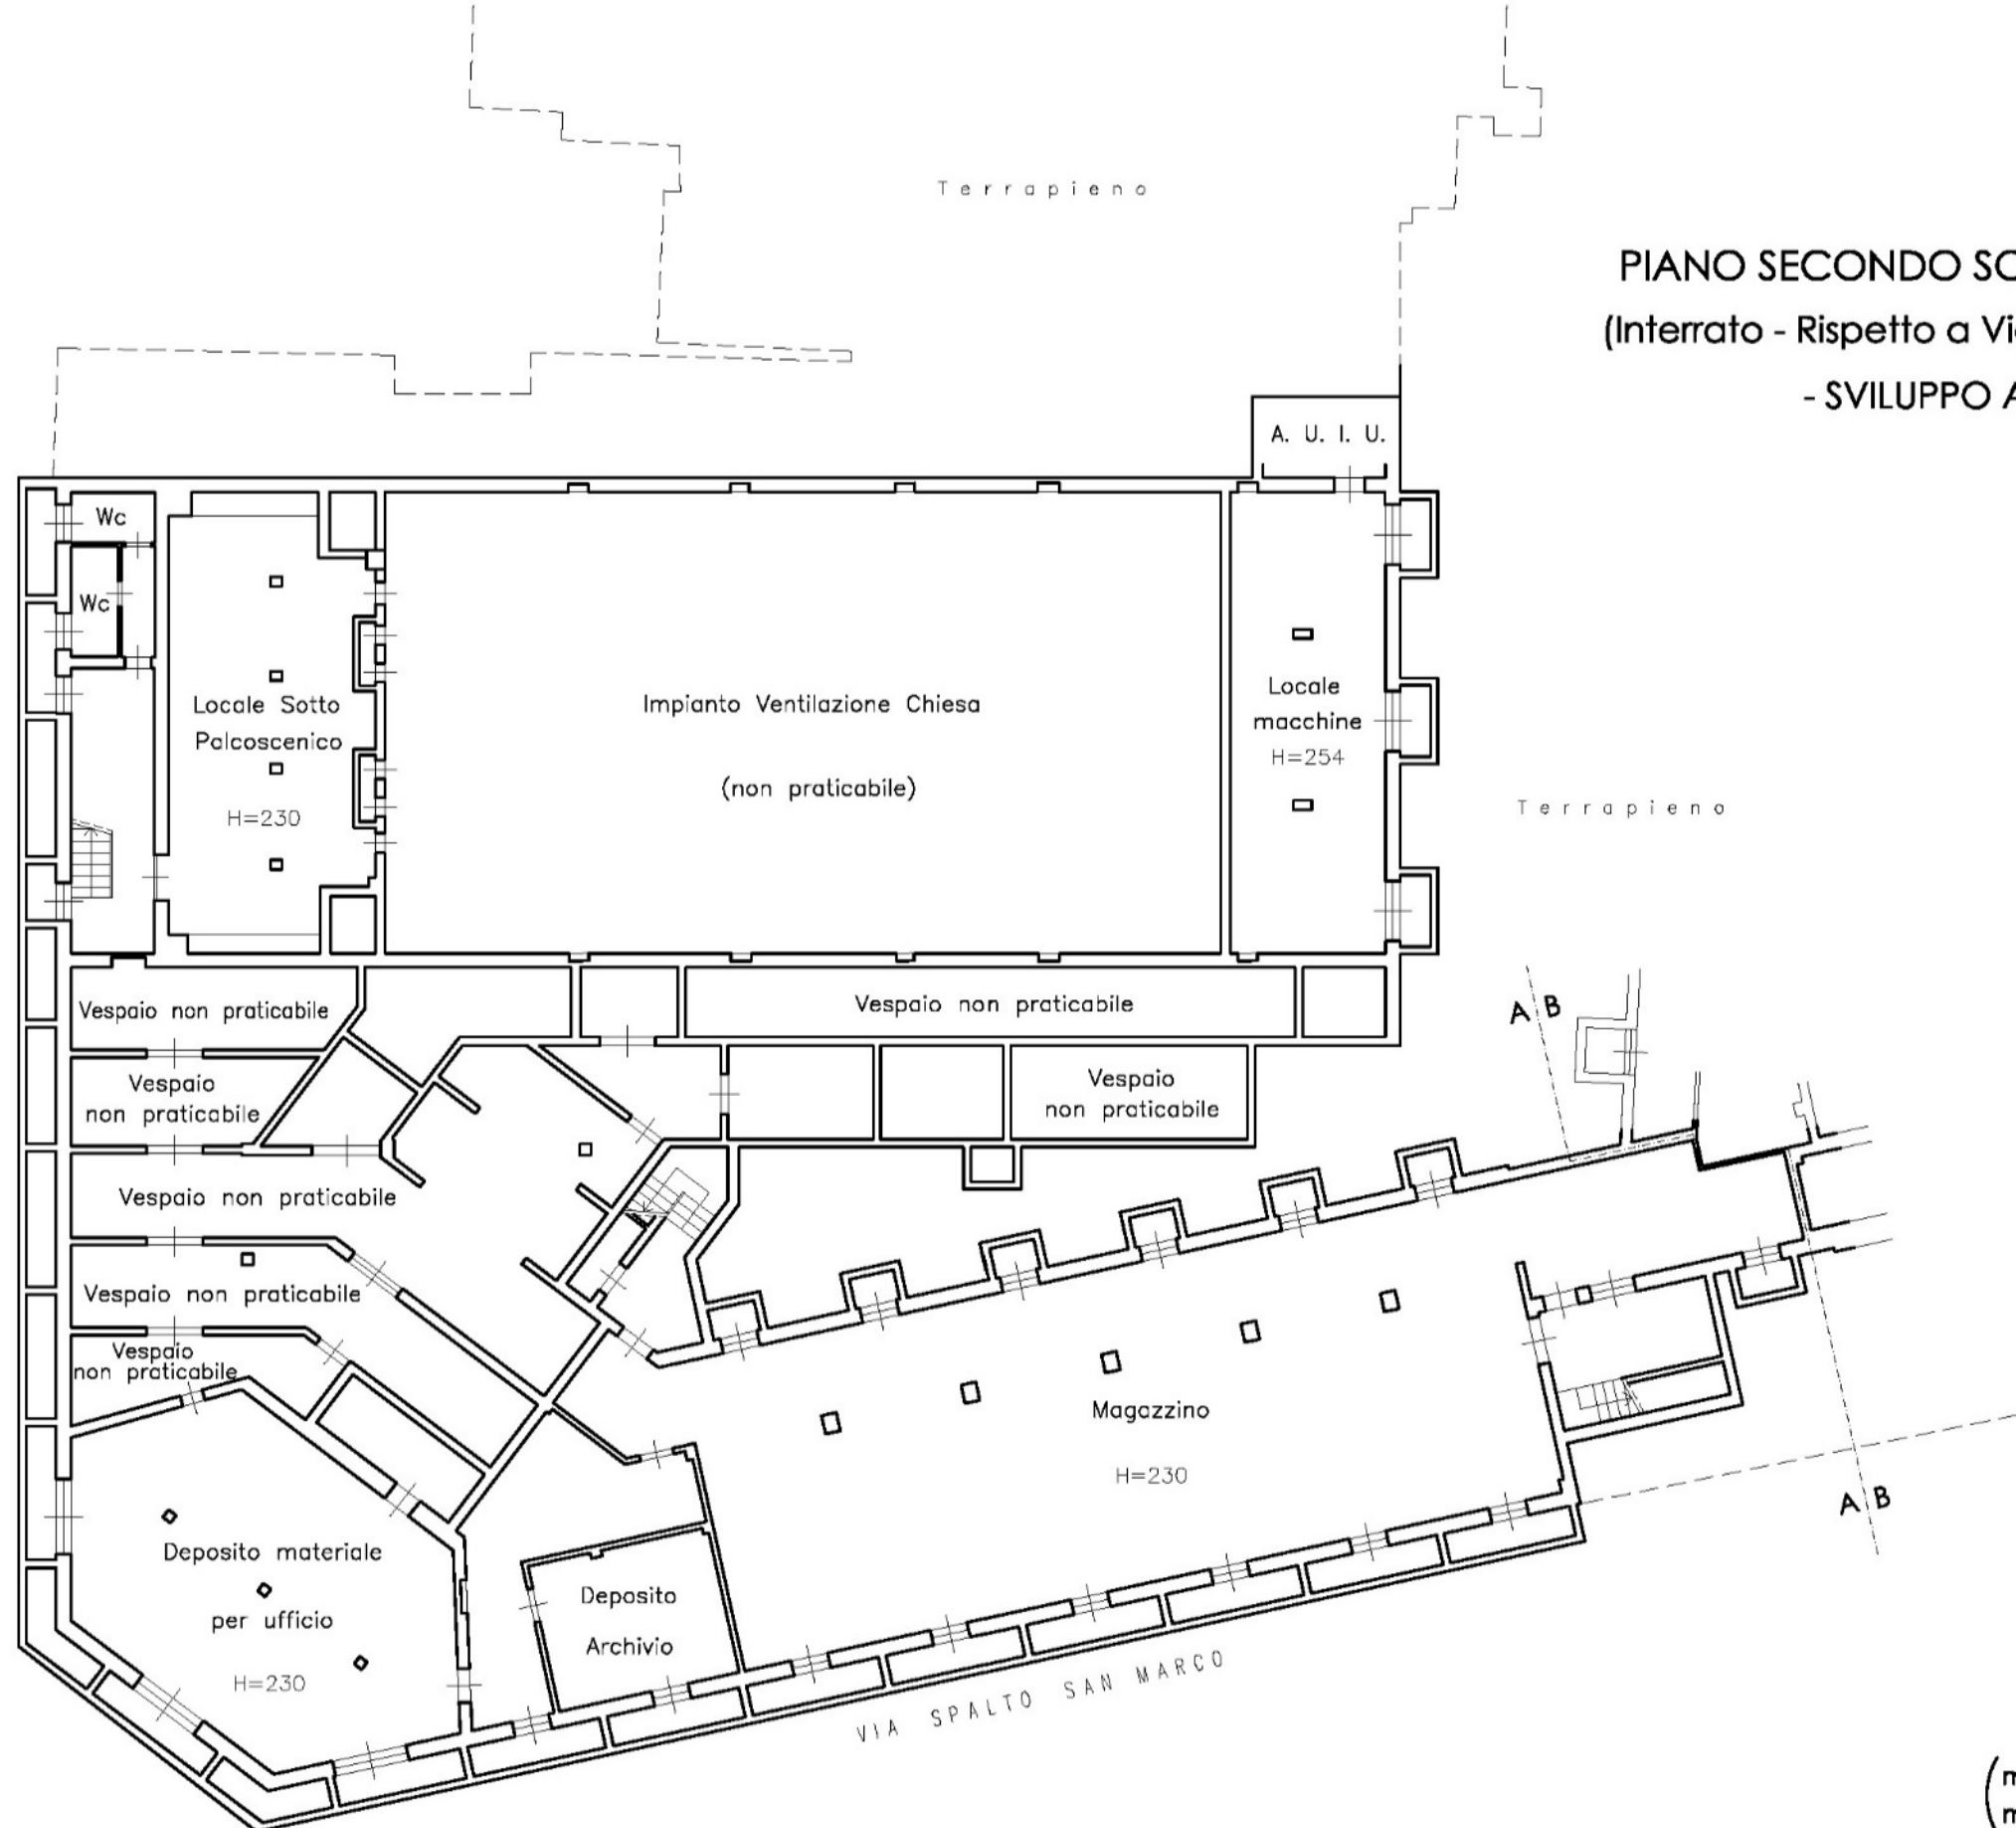 Terrapieno
PIANO SECONDO SO
(Interrato - Rispetto a Vi
- SVILUPPO A
A. U. I. U.
Wc
Wc
Locale Sotto
Palcoscenico
H=230
Impianto Ventilazione Chiesa
(non praticabile)
Locale
macchine
H=254
Terrapieno
Vespaio non praticabile
Vespaio non praticabile
A B
Vespaio
non praticabile
Vespaio
non praticabile
Vespaio non praticabile
Vespaio non praticabile
Vespaio
non praticabile
Magazzino
H=230
A B
Deposito materiale
per ufficio
H=230
Deposito
Archivio
VIA SPALTO SAN MARCO